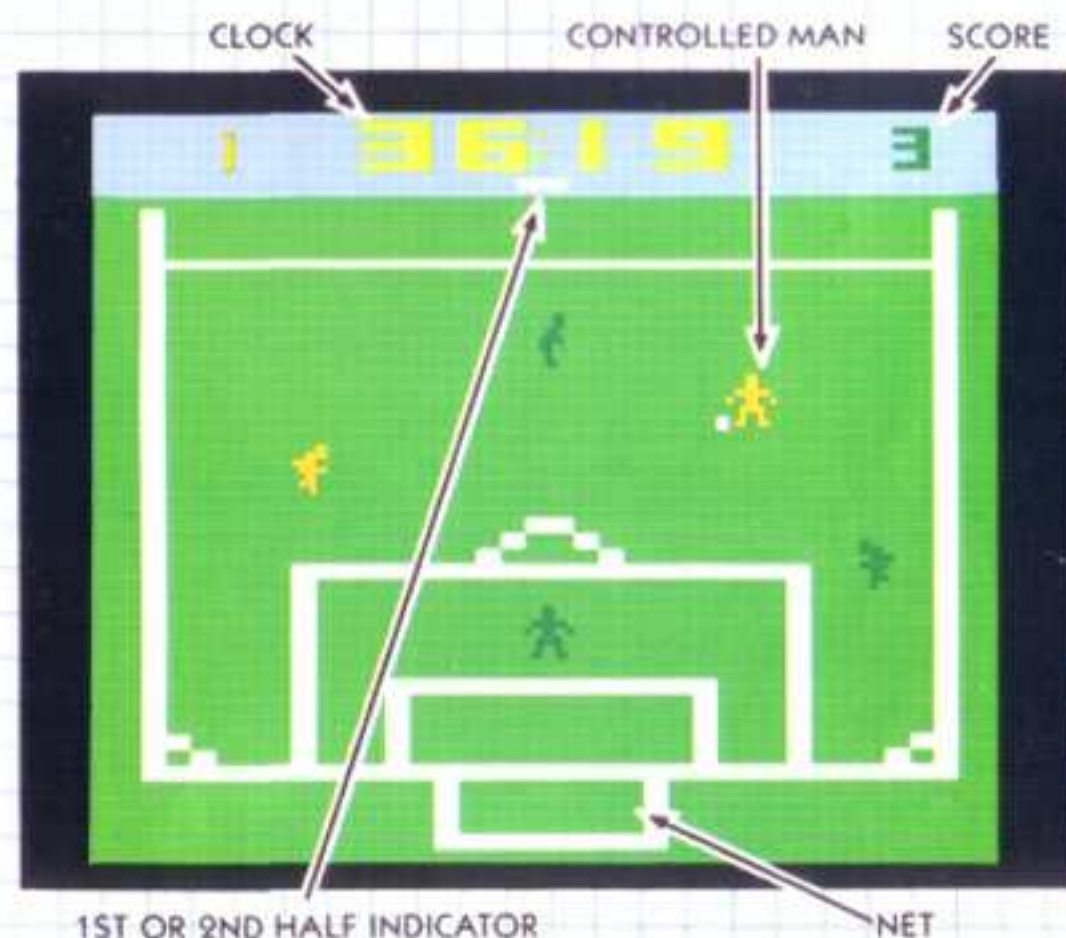 CLOCK CONTROLLED MAN SCORE
1 36:19 3
1ST OR 2ND HALF INDICATOR NET